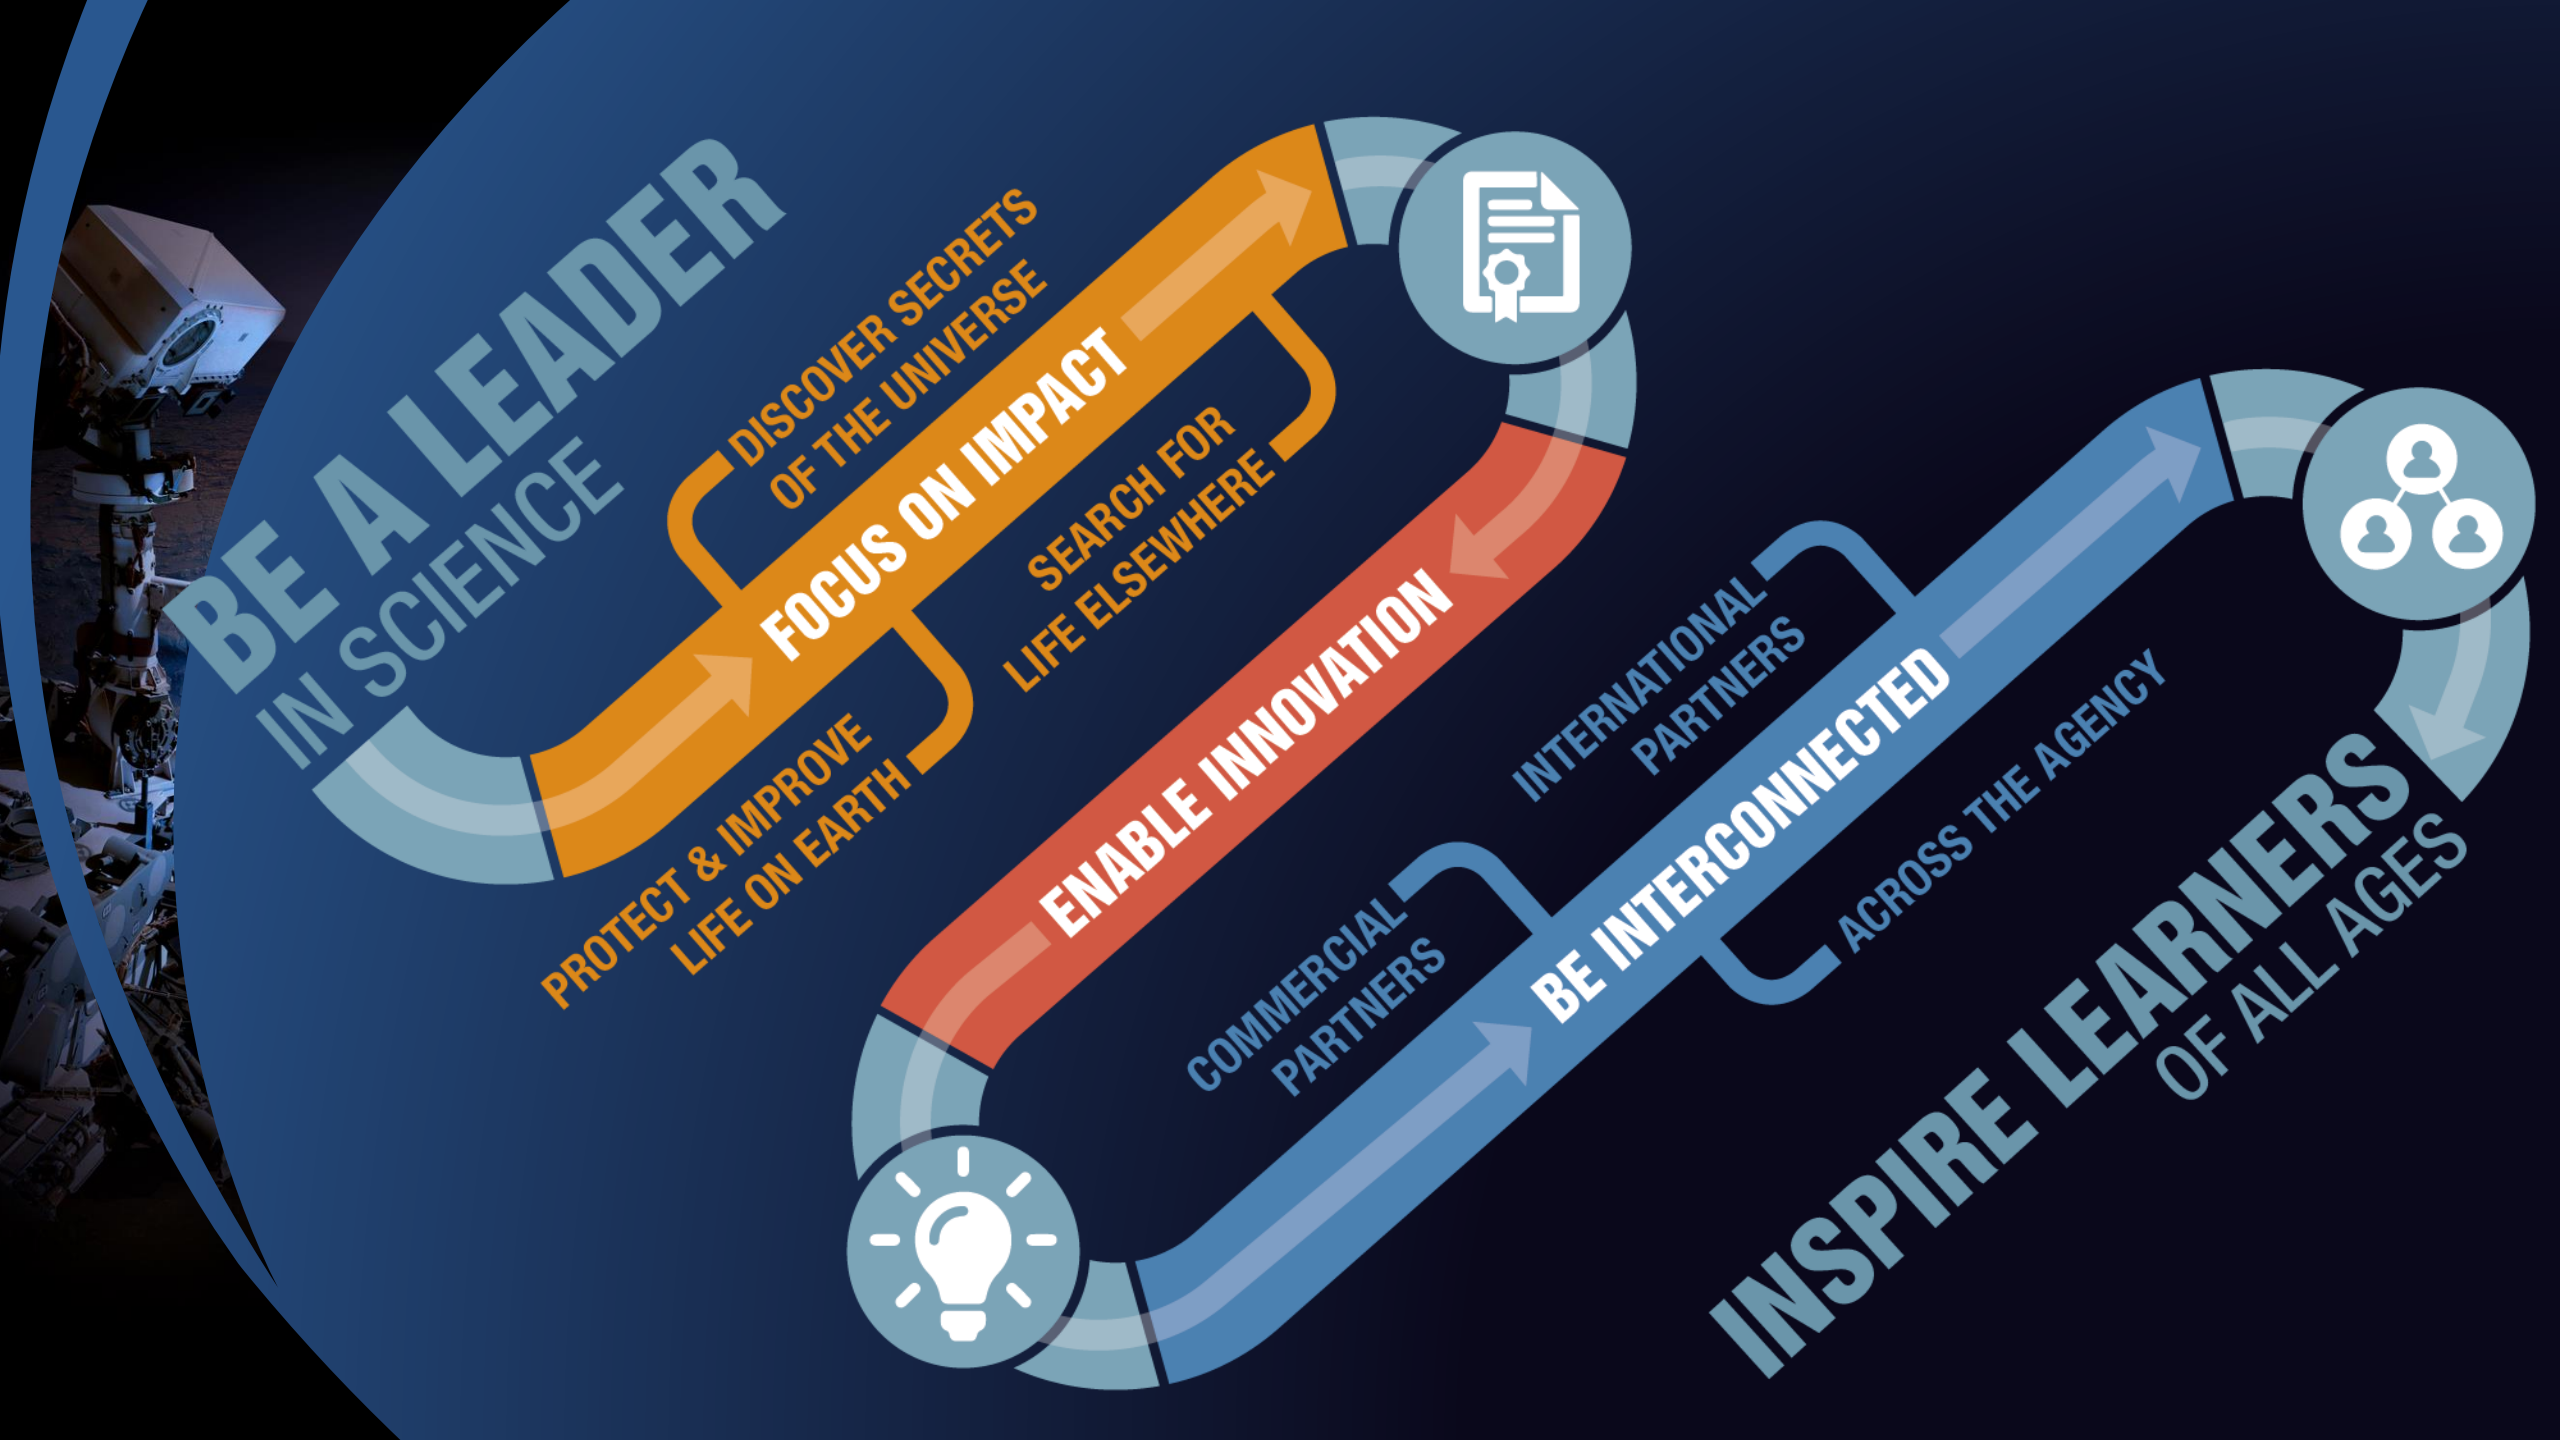 BE A LEADER
IN SCIENCE
DISCOVER SECRETS
OF THE UNIVERSE
FOCUS ON IMPACT
SEARCH FOR
LIFE ELSEWHERE
PROTECT & IMPROVE
LIFE ON EARTH
ENABLE INNOVATION
INTERNATIONAL
PARTNERS
COMMERCIAL
PARTNERS
BE INTERCONNECTED
ACROSS THE AGENCY
INSPIRE LEARNERS
OF ALL AGES